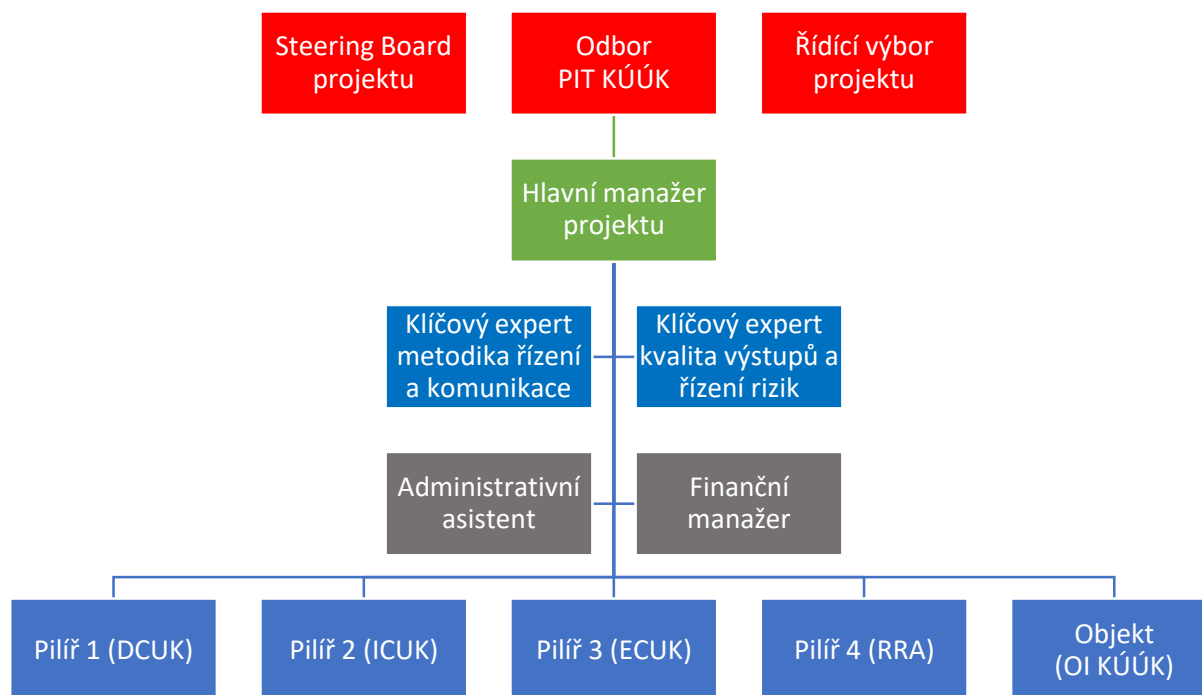 Steering Board
projektu
Odbor
PIT KÚÚK
Řídící výbor
projektu
Hlavní manažer
projektu
Klíčový expert
metodika řízení
a komunikace
Klíčový expert
kvalita výstupů a
řízení rizik
Administrativní
asistent
Finanční
manažer
Pilíř 1 (DCUK)
Pilíř 2 (ICUK)
Pilíř 3 (ECUK)
Pilíř 4 (RRA)
Objekt
(OI KÚÚK)